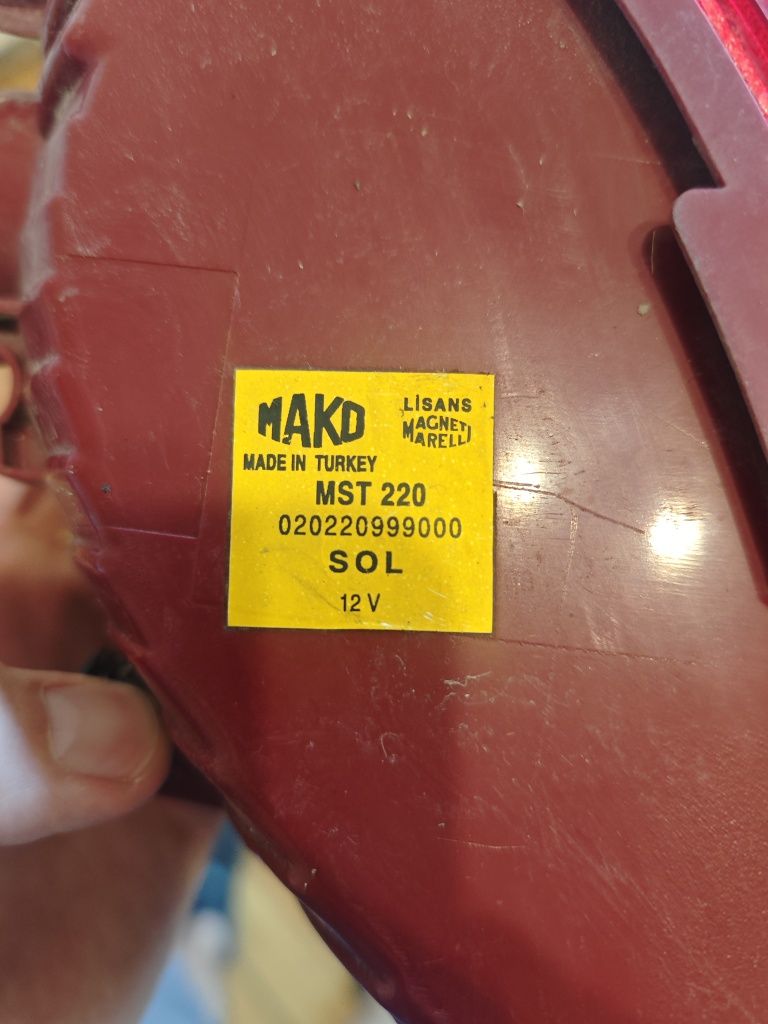 MAKO
LİSANS
MAGNETI
MARELLI
MADE IN TURKEY
MST 220
020220999000
SOL
12 V